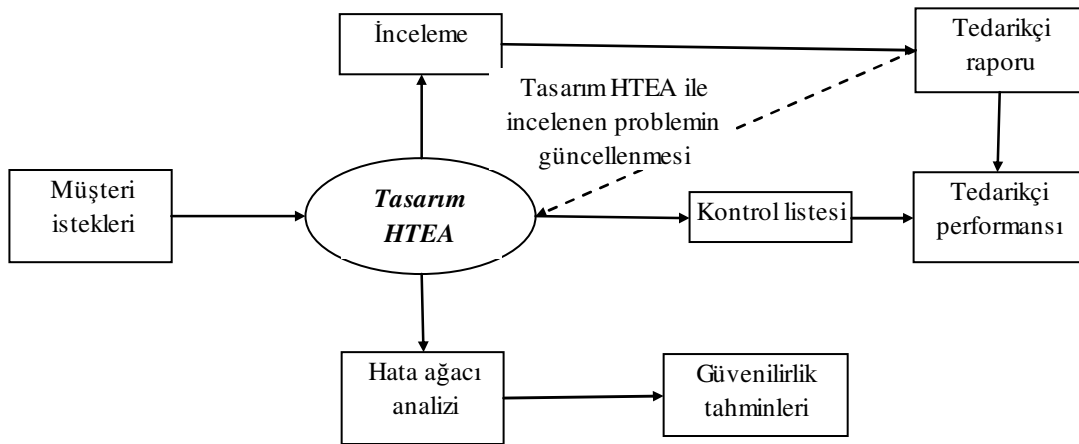 İnceleme
Tedarikçi
raporu
Tasarım HTEA ile
incelenen problemin
güncellenmesi
Müşteri
istekleri
Tasarım
HTEA
Kontrol listesi
Tedarikçi
performansı
Hata ağacı
analizi
Güvenilirlik
tahminleri